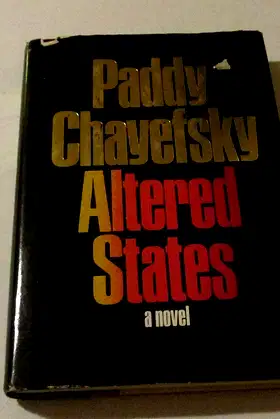 Paddy
Chayefsky
Altered
States
a novel